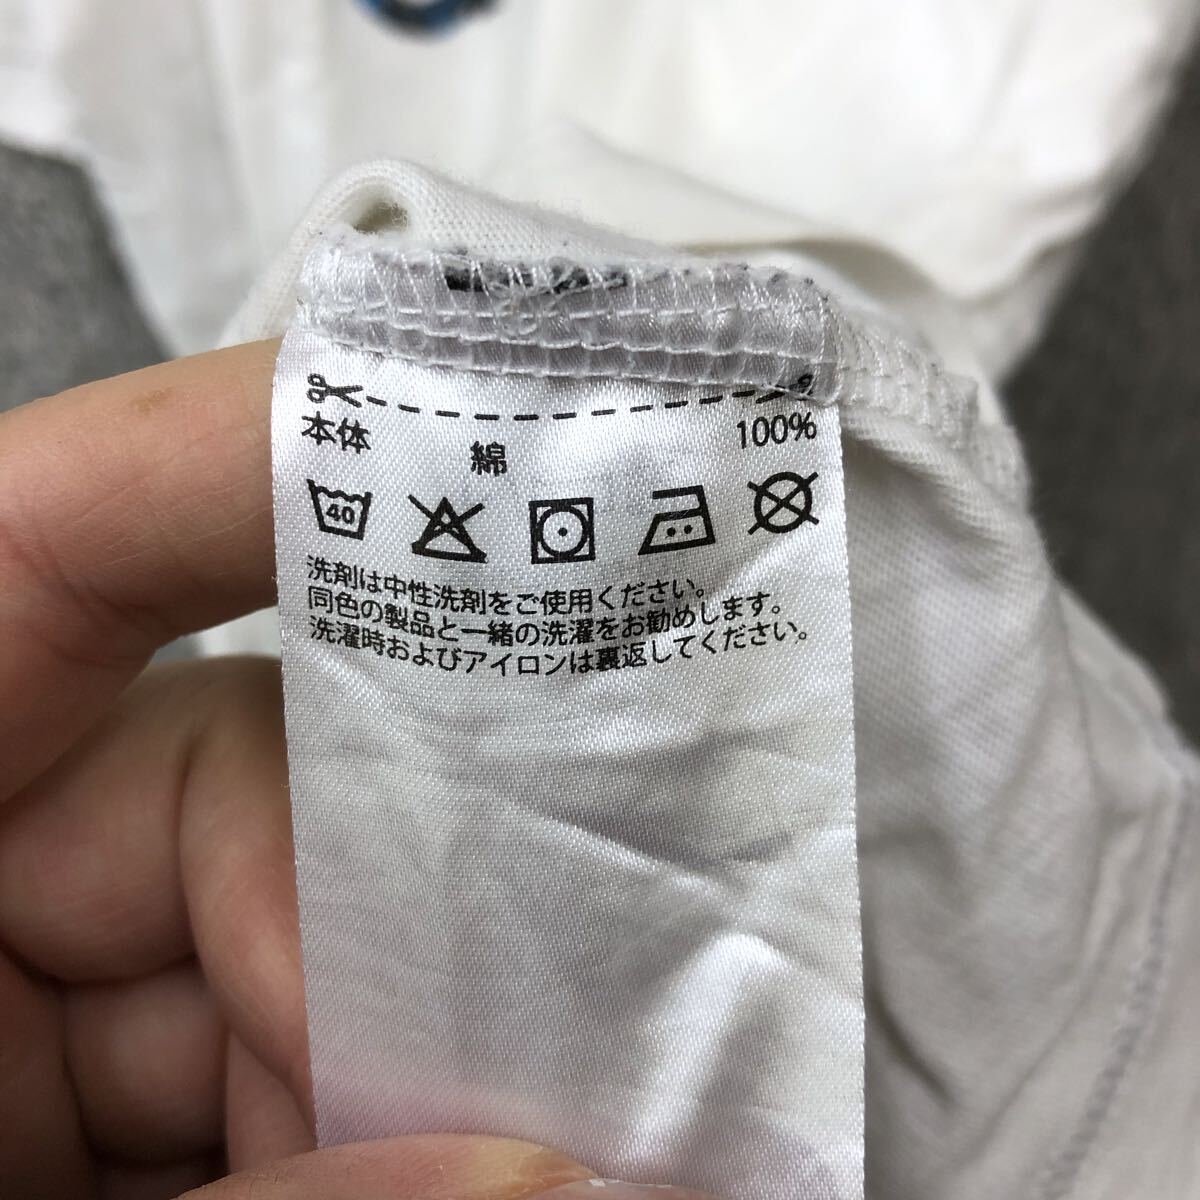 本体 綿 100%
40
洗剤は中性洗剤をご使用ください。
同色の製品と一緒の洗濯をお勧めします。
洗濯時およびアイロンは裏返してください。